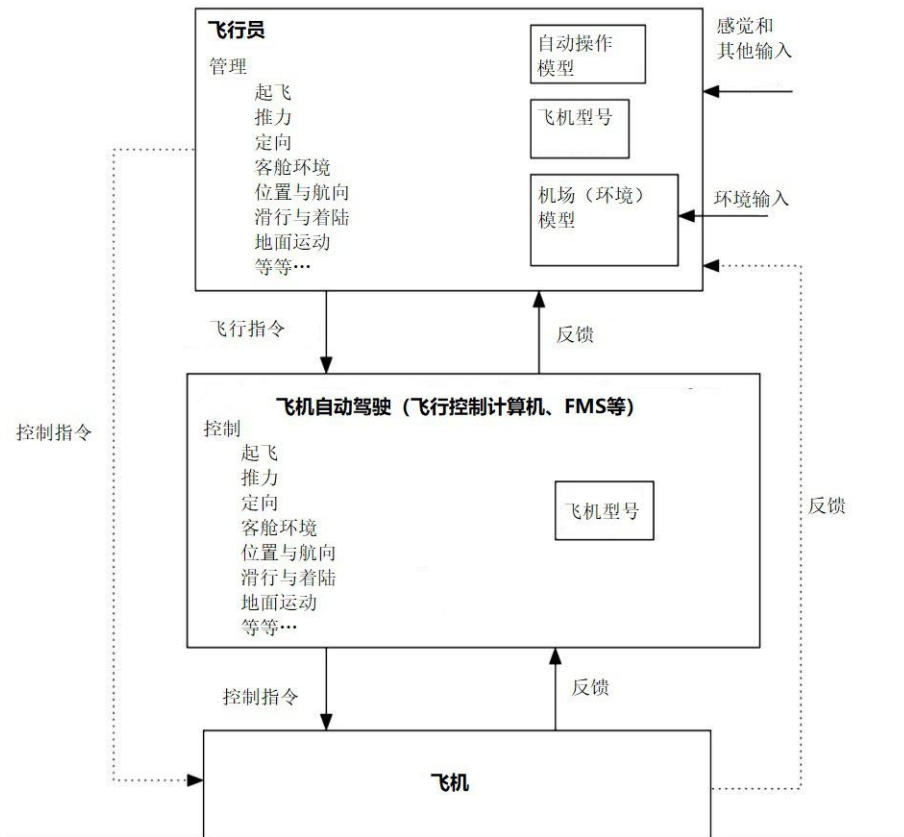 飞行员
管理
起飞
推力
定向
客舱环境
位置与航向
滑行与着陆
地面运动
等等…
自动操作
模型
飞机型号
机场（环境）
模型
感觉和
其他输入
环境输入
飞行指令
反馈
飞机自动驾驶（飞行控制计算机、FMS等）
控制
起飞
推力
定向
客舱环境
位置与航向
滑行与着陆
地面运动
等等…
飞机型号
控制指令
反馈
控制指令
反馈
飞机